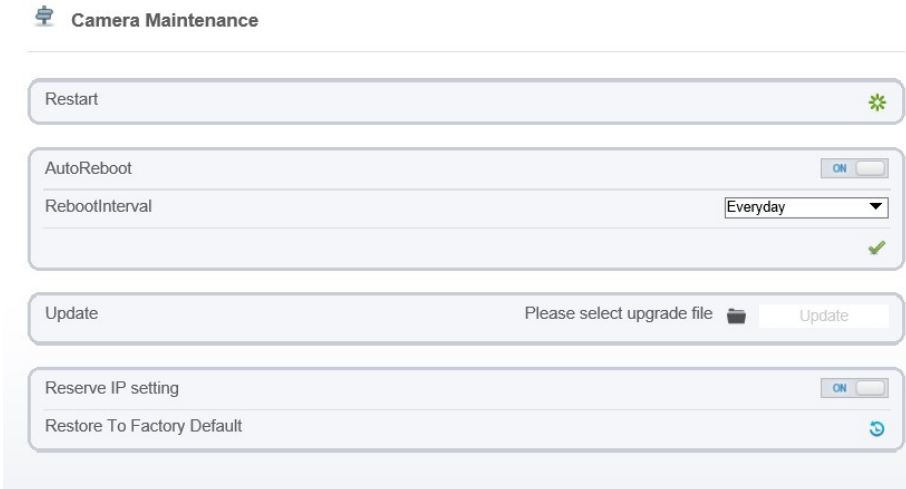 Camera Maintenance
Restart
AutoReboot ON
RebootInterval Everyday
Update Please select upgrade file Update
Reserve IP setting ON
Restore To Factory Default